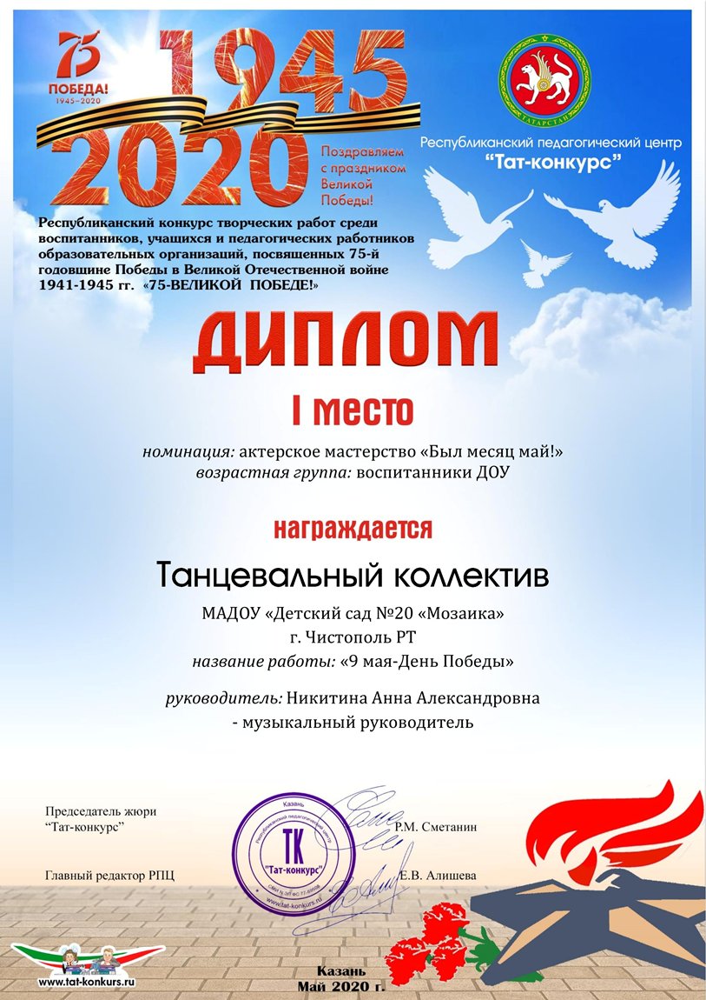 75
ПОБЕДА!
1945–2020
1945
2020
Поздравляем
с праздником
Великой
Победы!
ТАТАРСТАН
Республиканский педагогический центр
“Тат-конкурс”
Республиканский конкурс творческих работ среди
воспитанников, учащихся и педагогических работников
образовательных организаций, посвященных 75-й
годовщине Победы в Великой Отечественной войне
1941-1945 гг. «75-ВЕЛИКОЙ ПОБЕДЕ!»
ДИПЛОМ
I место
номинация: актерское мастерство «Был месяц май!»
возрастная группа: воспитанники ДОУ
награждается
Танцевальный коллектив
МАДОУ «Детский сад №20 «Мозаика»
г. Чистополь РТ
название работы: «9 мая-День Победы»
руководитель: Никитина Анна Александровна
- музыкальный руководитель
Председатель жюри
“Тат-конкурс”
Р.М. Сметанин
Главный редактор РПЦ
Е.В. Алишева
Казань
Республиканский педагогический центр
ТК
"Тат-конкурс"
www.tat-konkurs.ru
www.tat-konkurs.ru
Казань
Май 2020 г.